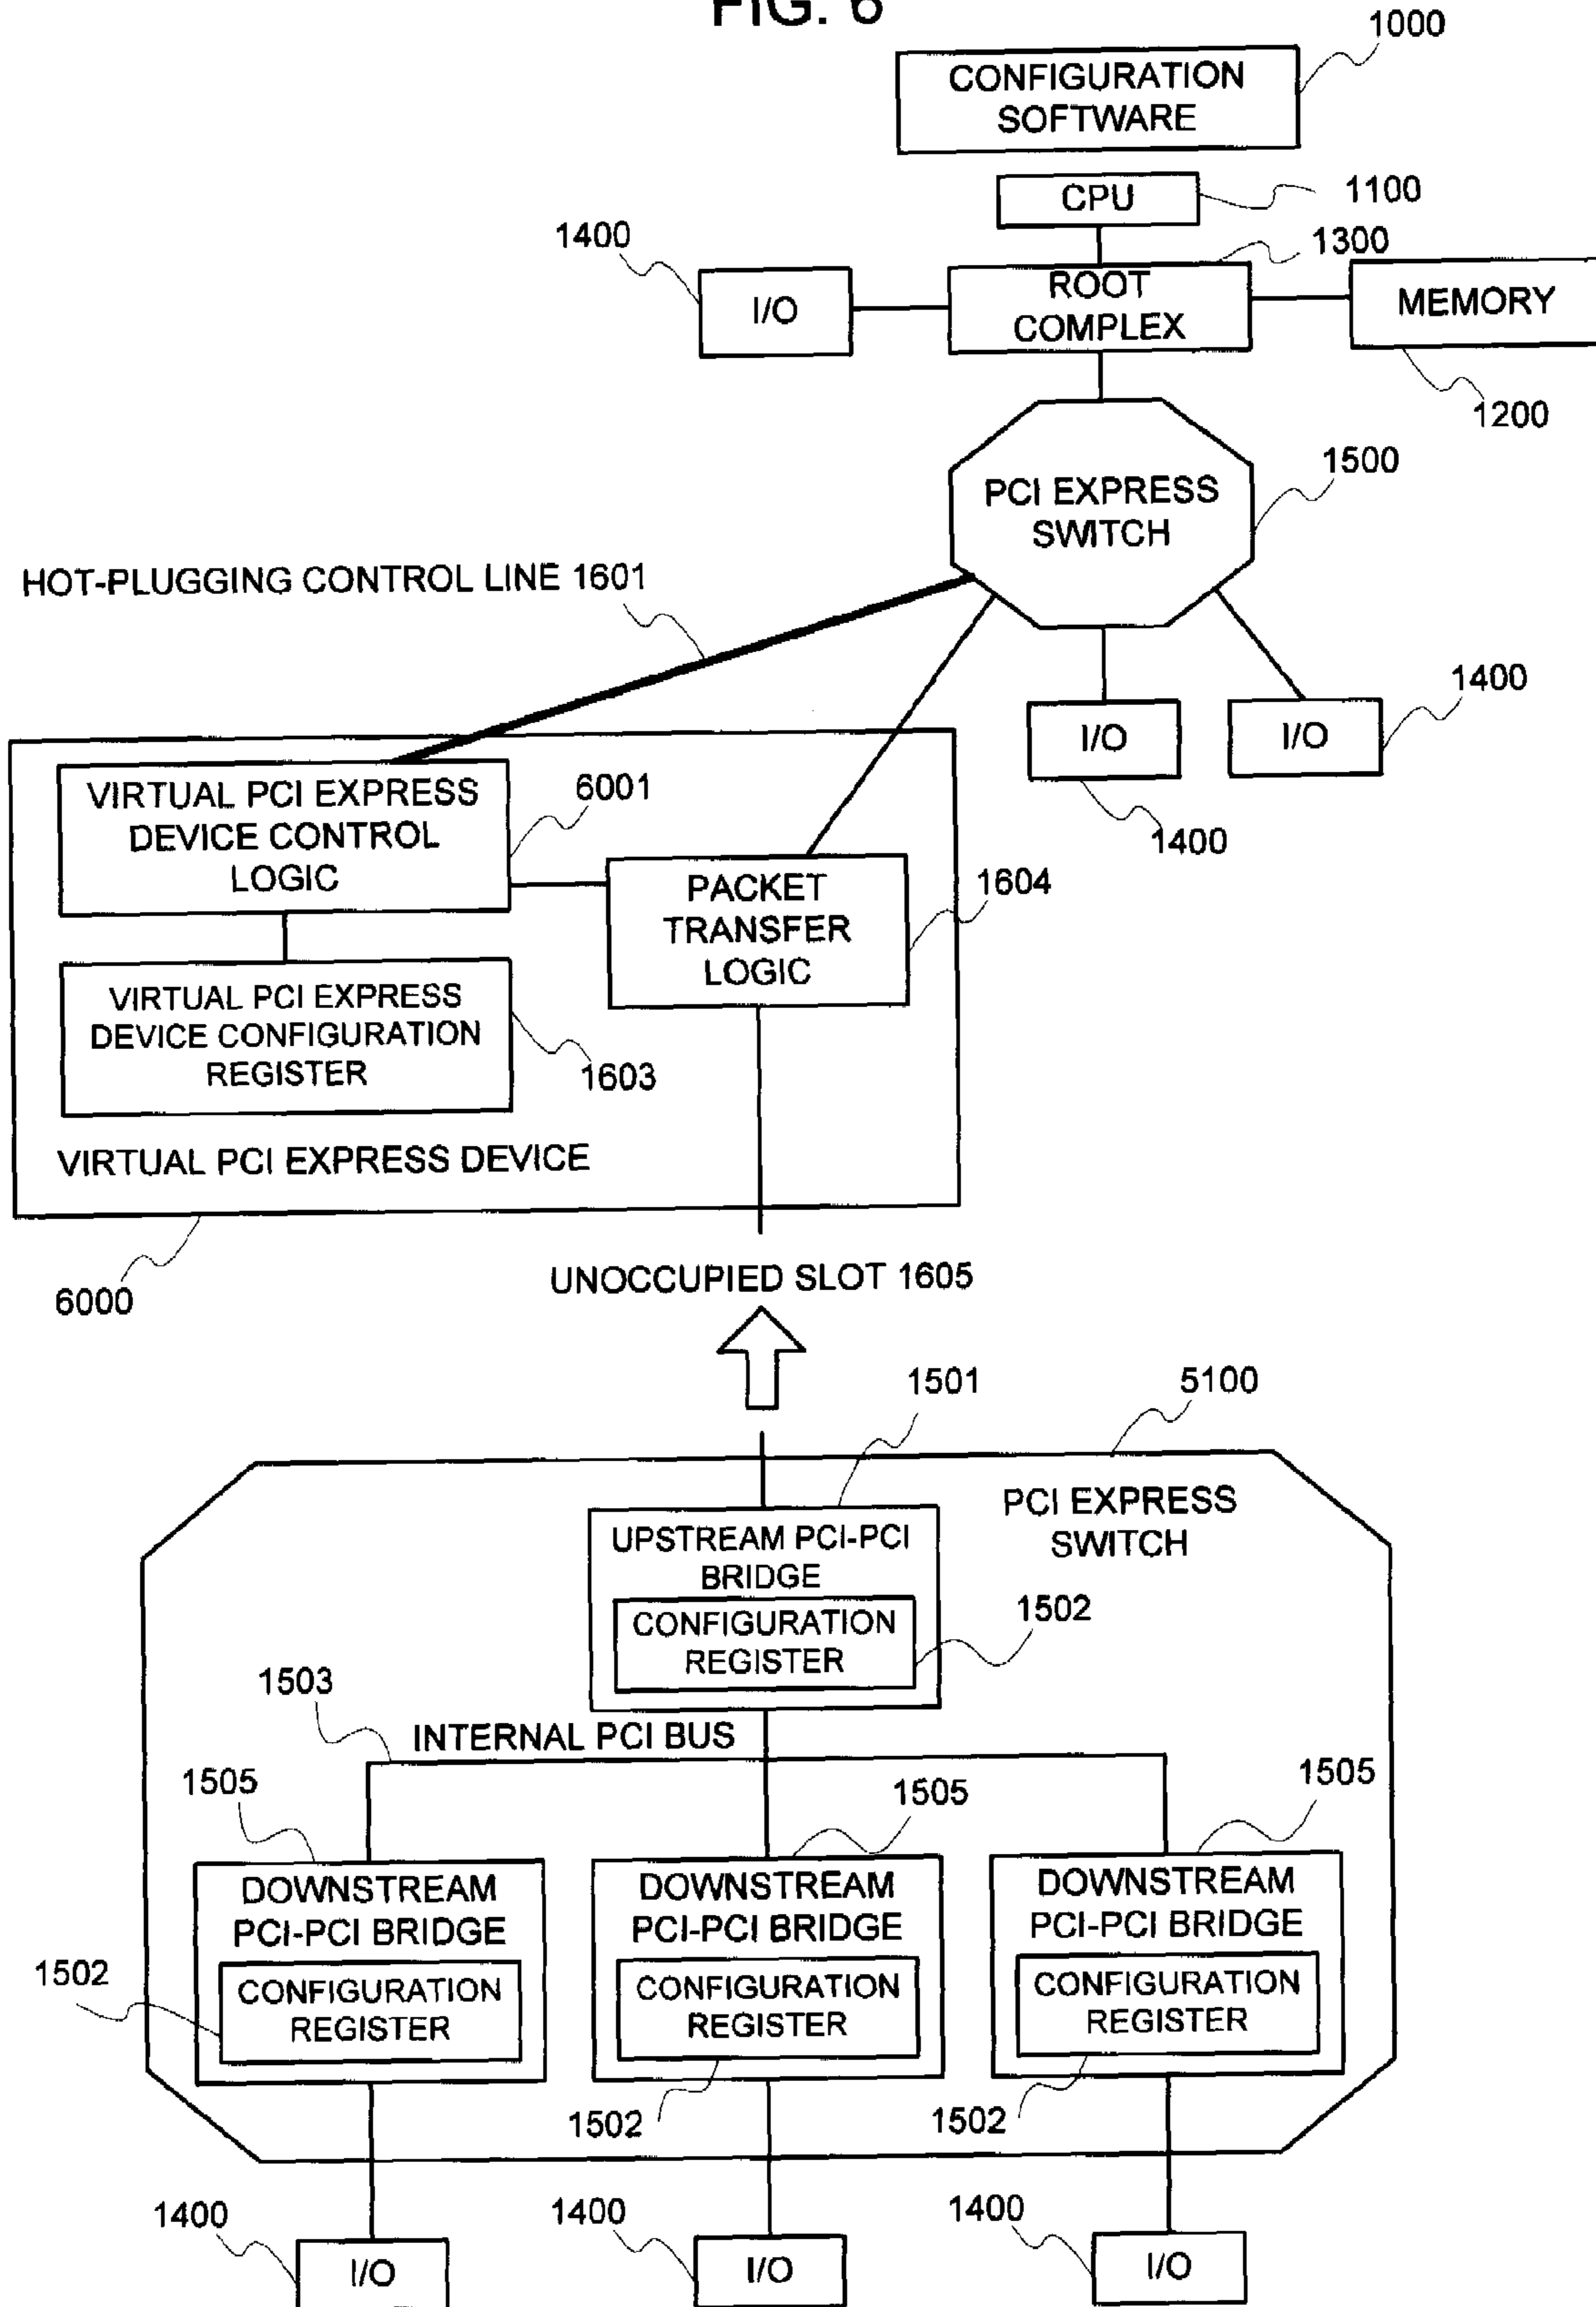 FIG. 6
1000
CONFIGURATION
SOFTWARE
CPU
1100
1400
1300
I/O
ROOT
COMPLEX
MEMORY
1200
1500
PCI EXPRESS
SWITCH
HOT-PLUGGING CONTROL LINE 1601
1400
I/O
I/O
1400
VIRTUAL PCI EXPRESS
DEVICE CONTROL
LOGIC
6001
PACKET
TRANSFER
LOGIC
1604
VIRTUAL PCI EXPRESS
DEVICE CONFIGURATION
REGISTER
1603
VIRTUAL PCI EXPRESS DEVICE
6000
UNOCCUPIED SLOT 1605
1501
5100
PCI EXPRESS
SWITCH
UPSTREAM PCI-PCI
BRIDGE
CONFIGURATION
REGISTER
1502
1503
INTERNAL PCI BUS
1505
1505
1505
DOWNSTREAM
PCI-PCI BRIDGE
CONFIGURATION
REGISTER
1502
DOWNSTREAM
PCI-PCI BRIDGE
CONFIGURATION
REGISTER
1502
DOWNSTREAM
PCI-PCI BRIDGE
CONFIGURATION
REGISTER
1502
1400
I/O
1400
I/O
1400
I/O